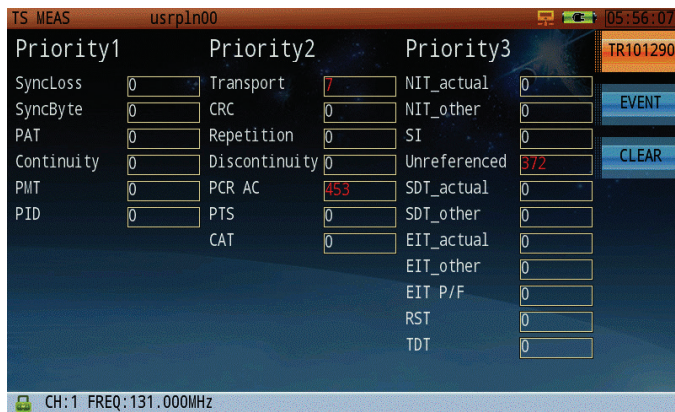 TS MEAS usrpln00 05:56:07
Priority1 Priority2 Priority3 TR101290
SyncLoss 0 Transport 7 NIT_actual 0
SyncByte 0 CRC 0 NIT_other 0 EVENT
PAT 0 Repetition 0 SI 0
Continuity 0 Discontinuity 0 Unreferenced 372 CLEAR
PMT 0 PCR AC 453 SDT_actual 0
PID 0 PTS 0 SDT_other 0
CAT 0 EIT_actual 0
EIT_other 0
EIT P/F 0
RST 0
TDT 0
CH:1 FREQ:131.000MHz